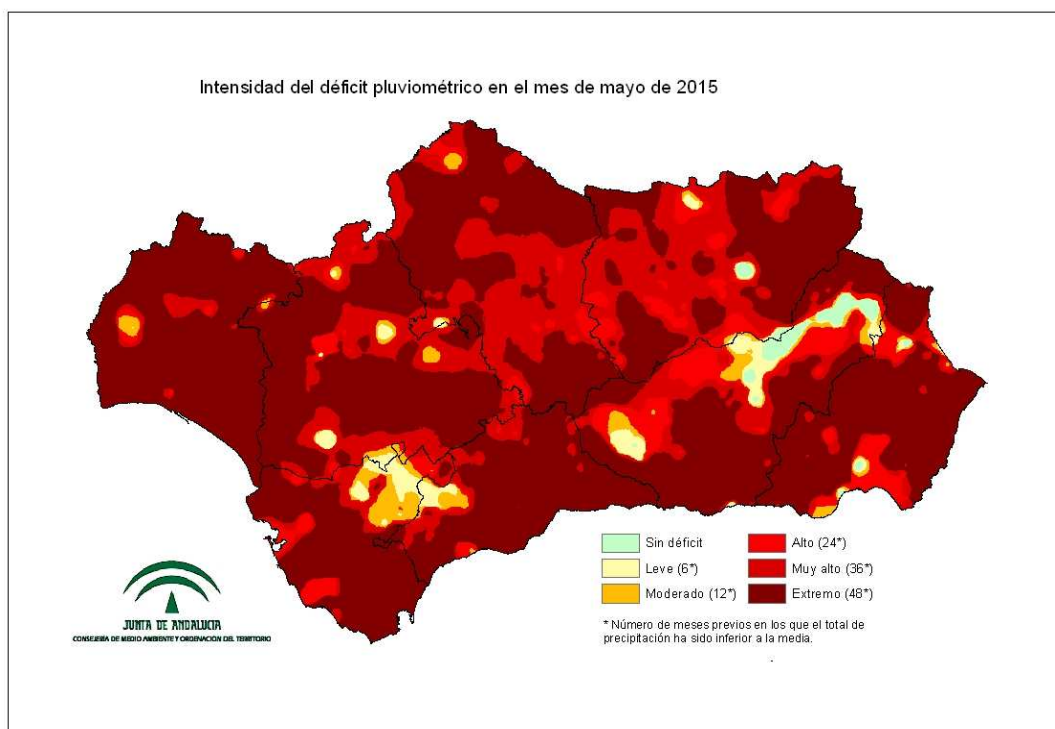 Intensidad del déficit pluviométrico en el mes de mayo de 2015
Sin déficit
Leve (6*)
Moderado (12*)
Alto (24*)
Muy alto (36*)
Extremo (48*)
* Número de meses previos en los que el total de
precipitación ha sido inferior a la media.
JUNTA DE ANDALUCIA
CONSEJERÍA DE MEDIO AMBIENTE Y ORDENACIÓN DEL TERRITORIO